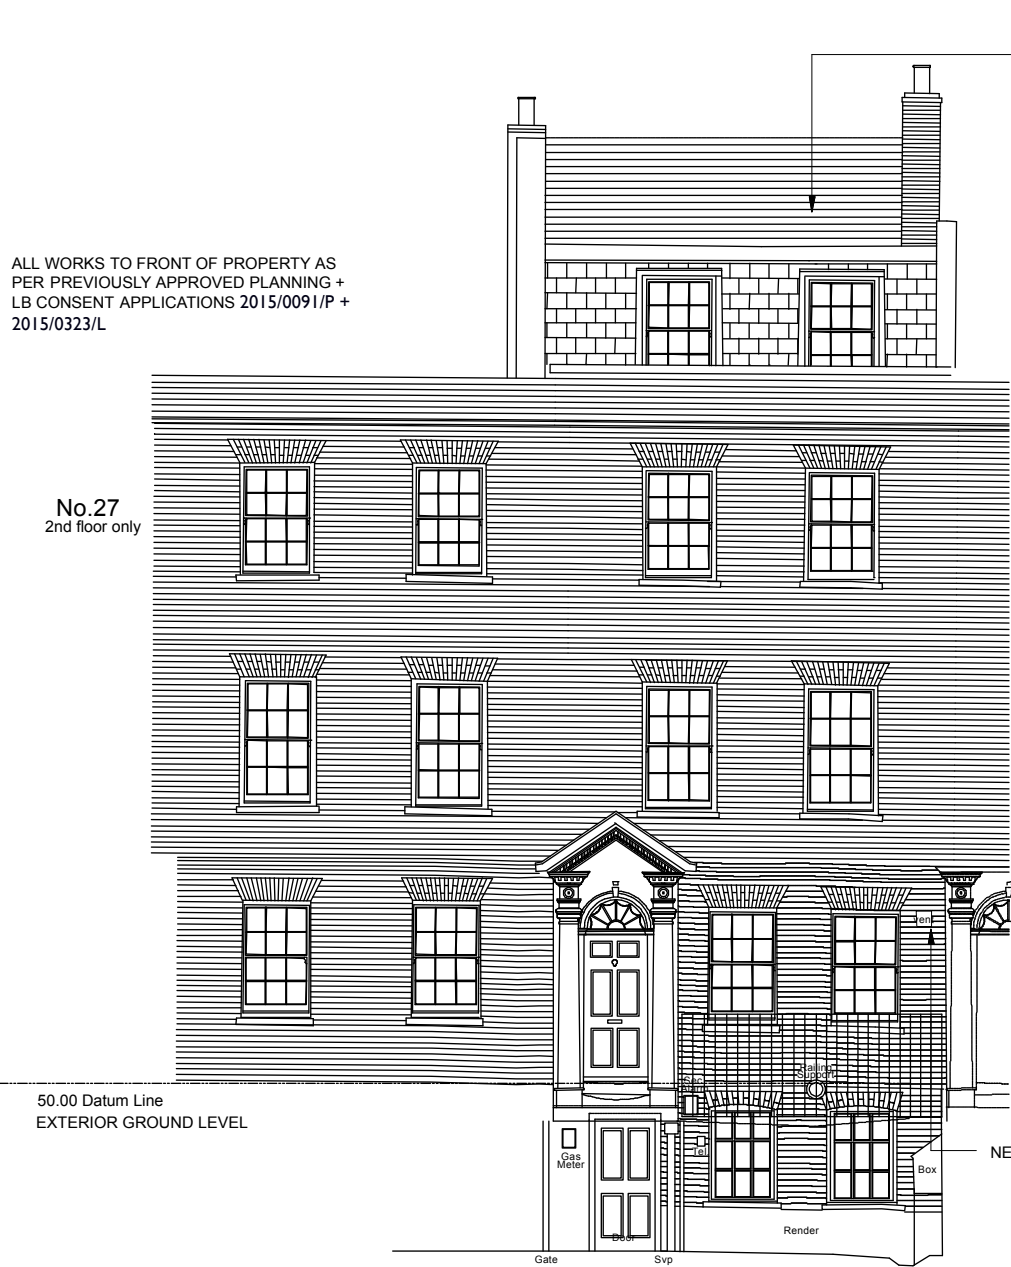 ALL WORKS TO FRONT OF PROPERTY AS
PER PREVIOUSLY APPROVED PLANNING +
LB CONSENT APPLICATIONS 2015/0091/P +
2015/0323/L
No.27
2nd floor only
vent
Railing
Support
50.00 Datum Line
EXTERIOR GROUND LEVEL
Gas
Meter
Tel
NE
Box
Render
Door
Gate
Svp